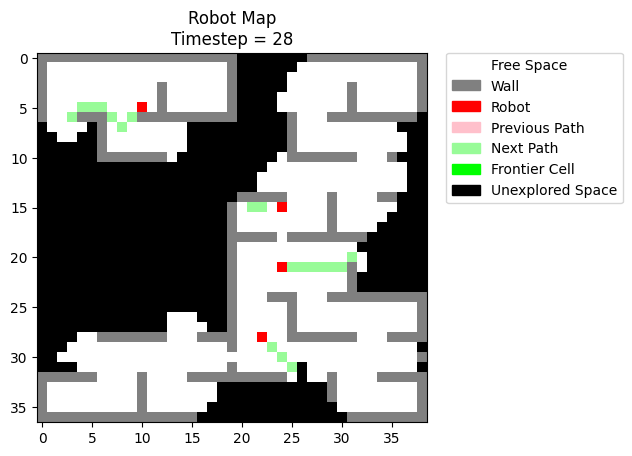 Robot Map
Timestep = 28
0
5
10
15
20
25
30
35
0
5
10
15
20
25
30
35
Free Space
Wall
Robot
Previous Path
Next Path
Frontier Cell
Unexplored Space